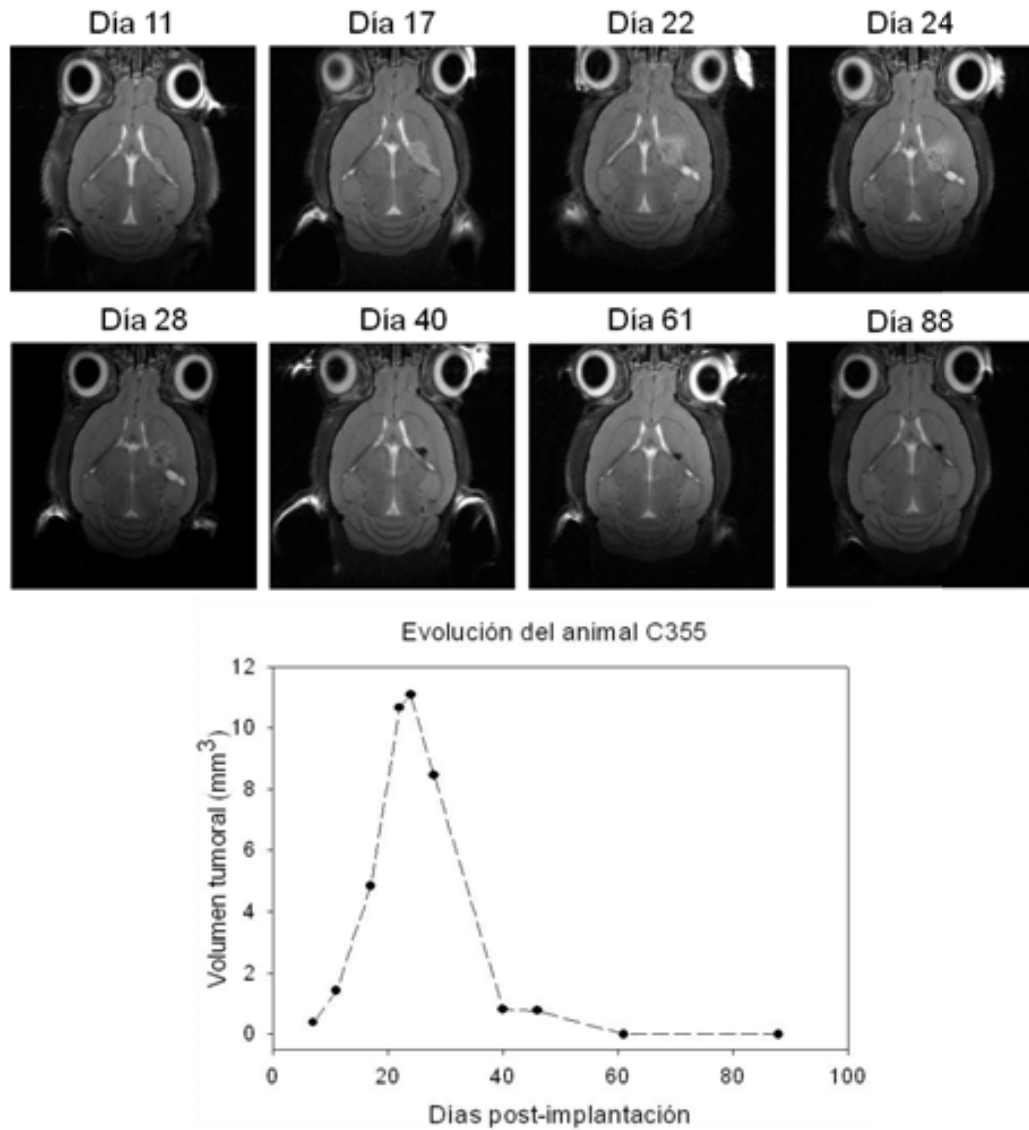 Día 11 Día 17 Día 22 Día 24
Día 28 Día 40 Día 61 Día 88
Evolución del animal C355
12
10
8
6
4
2
0
Volumen tumoral (mm³)
0 20 40 60 80 100
Días post-implantación